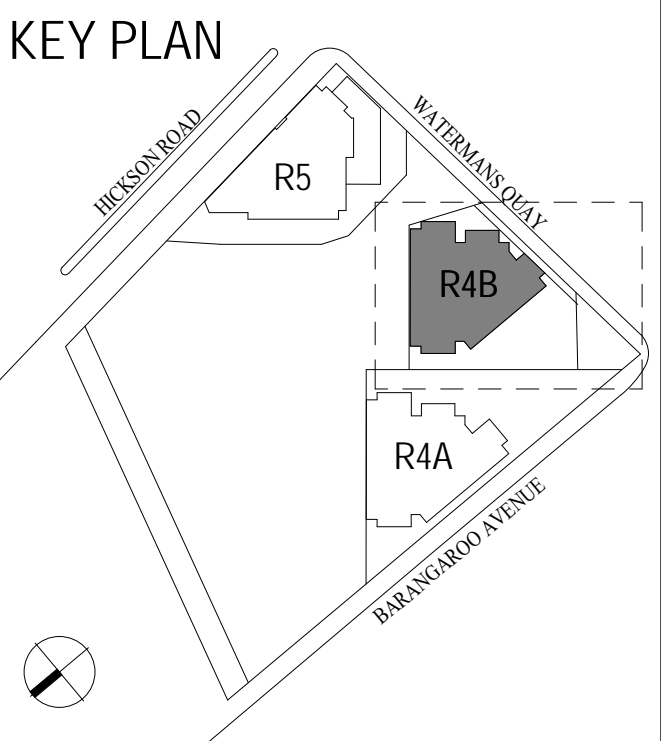 KEY PLAN
HICKSON ROAD
WATERMANS QUAY
R5
R4B
R4A
BARANGAROO AVENUE